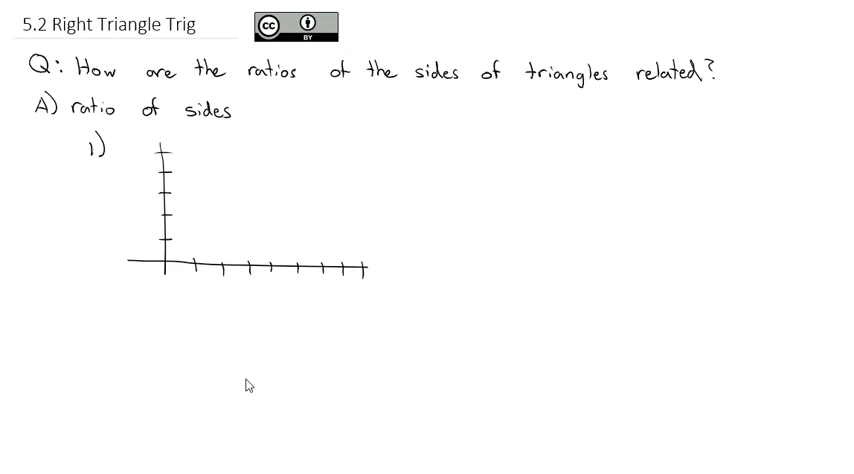 5.2 Right Triangle Trig
cc BY
Q: How are the ratios of the sides of triangles related?
A) ratio of sides
1)